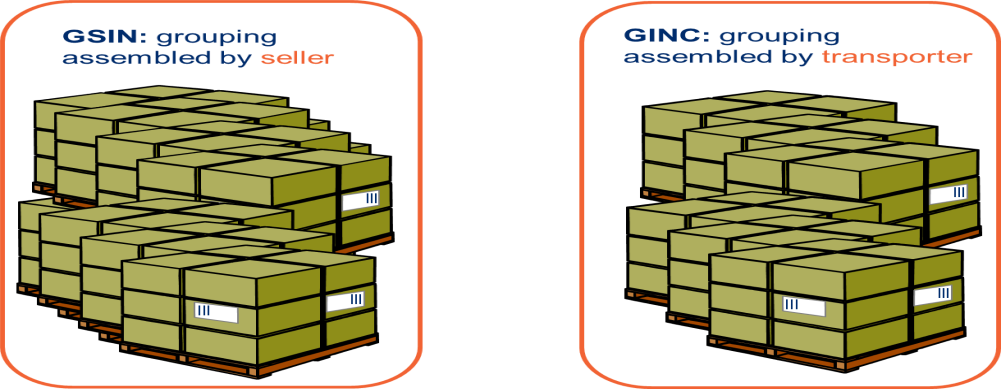 GSIN: grouping
assembled by seller
GINC: grouping
assembled by transporter